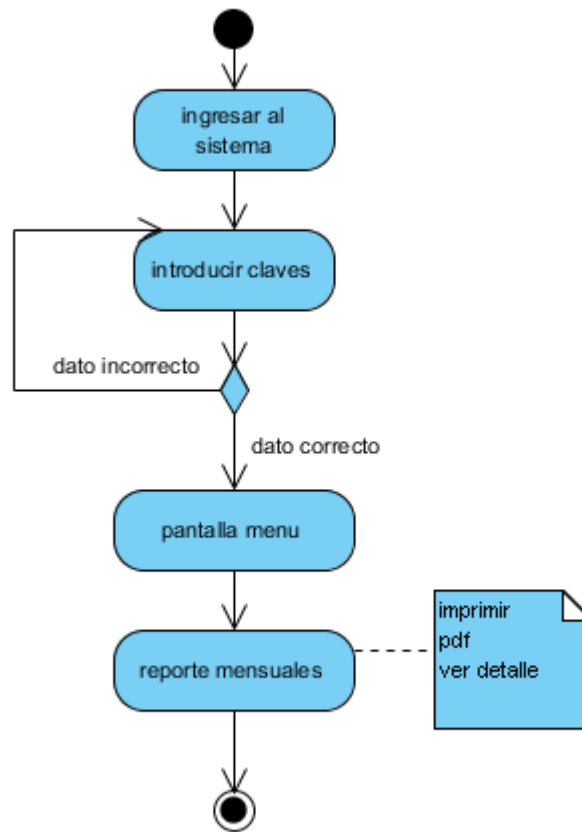 ingresar al
sistema
introducir claves
dato incorrecto
dato correcto
pantalla menu
reporte mensuales
imprimir
pdf
ver detalle